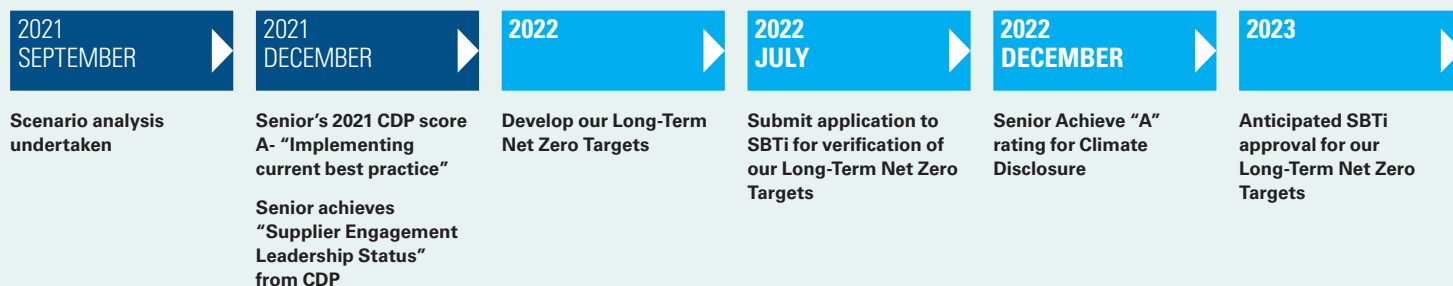 2021
SEPTEMBER
Scenario analysis
undertaken
2021
DECEMBER
Senior’s 2021 CDP score
A- “Implementing
current best practice”
Senior achieves
“Supplier Engagement
Leadership Status”
from CDP
2022
Develop our Long-Term
Net Zero Targets
2022
JULY
Submit application to
SBTi for verification of
our Long-Term Net Zero
Targets
2022
DECEMBER
Senior Achieve “A”
rating for Climate
Disclosure
2023
Anticipated SBTi
approval for our
Long-Term Net Zero
Targets